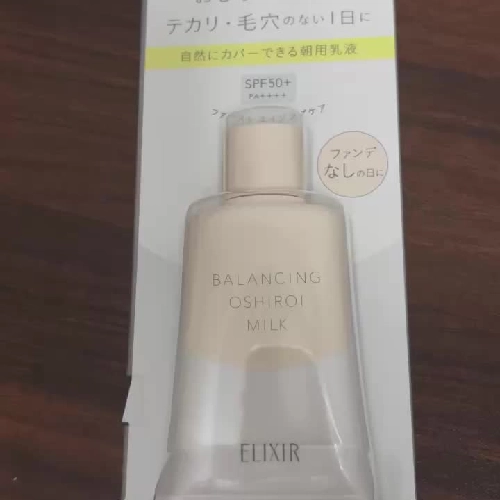 テカリ・毛穴のない1日に
自然にカバーできる朝用乳液
SPF50+
PA++++
ファンデ
なしの日に
BALANCING
OSHIROI
MILK
ELIXIR